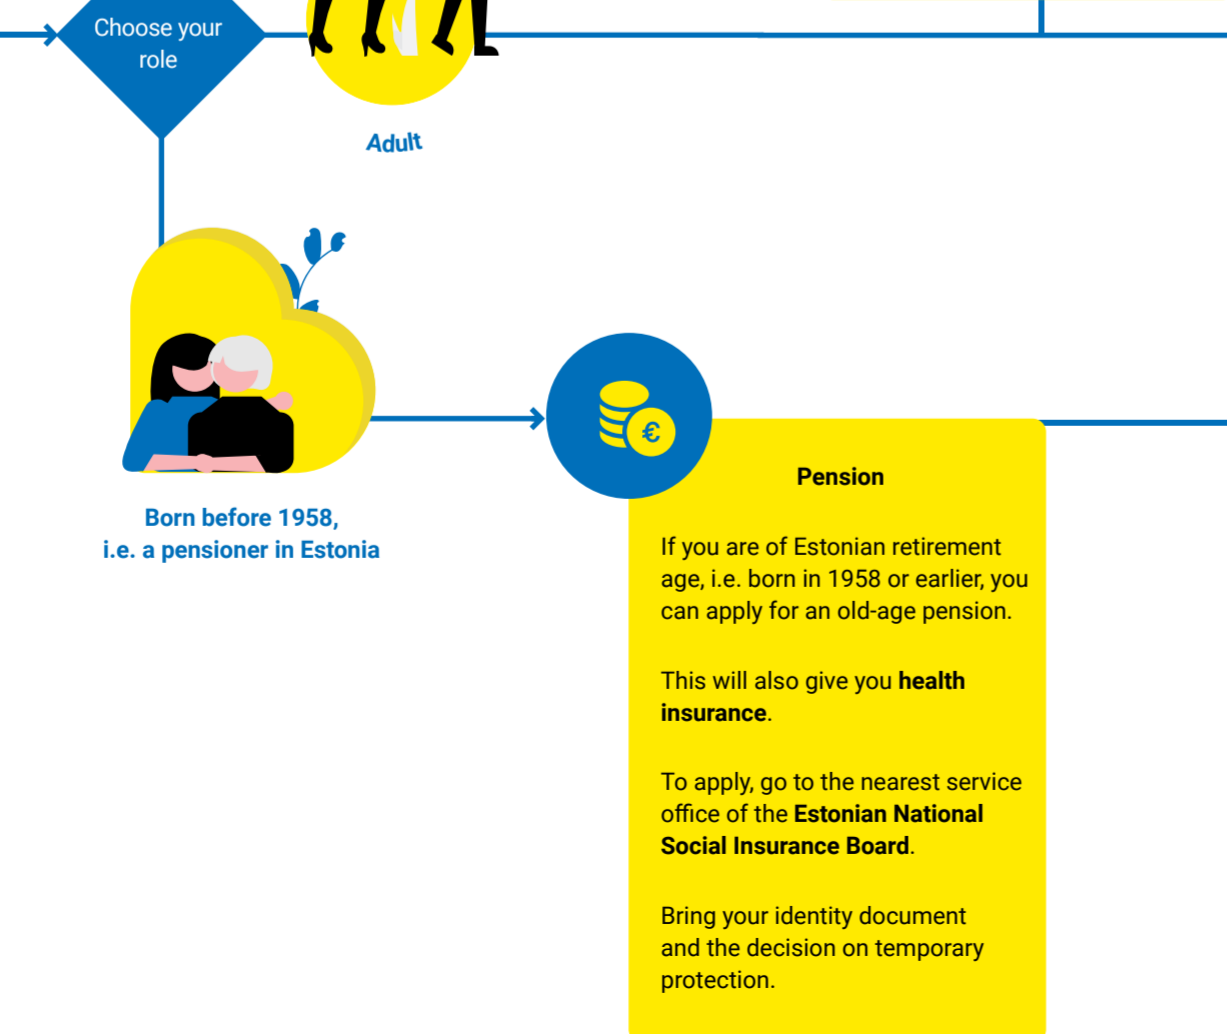 Choose your
role
Adult
Born before 1958,
i.e. a pensioner in Estonia
€
Pension
If you are of Estonian retirement
age, i.e. born in 1958 or earlier, you
can apply for an old-age pension.
This will also give you health
insurance.
To apply, go to the nearest service
office of the Estonian National
Social Insurance Board.
Bring your identity document
and the decision on temporary
protection.